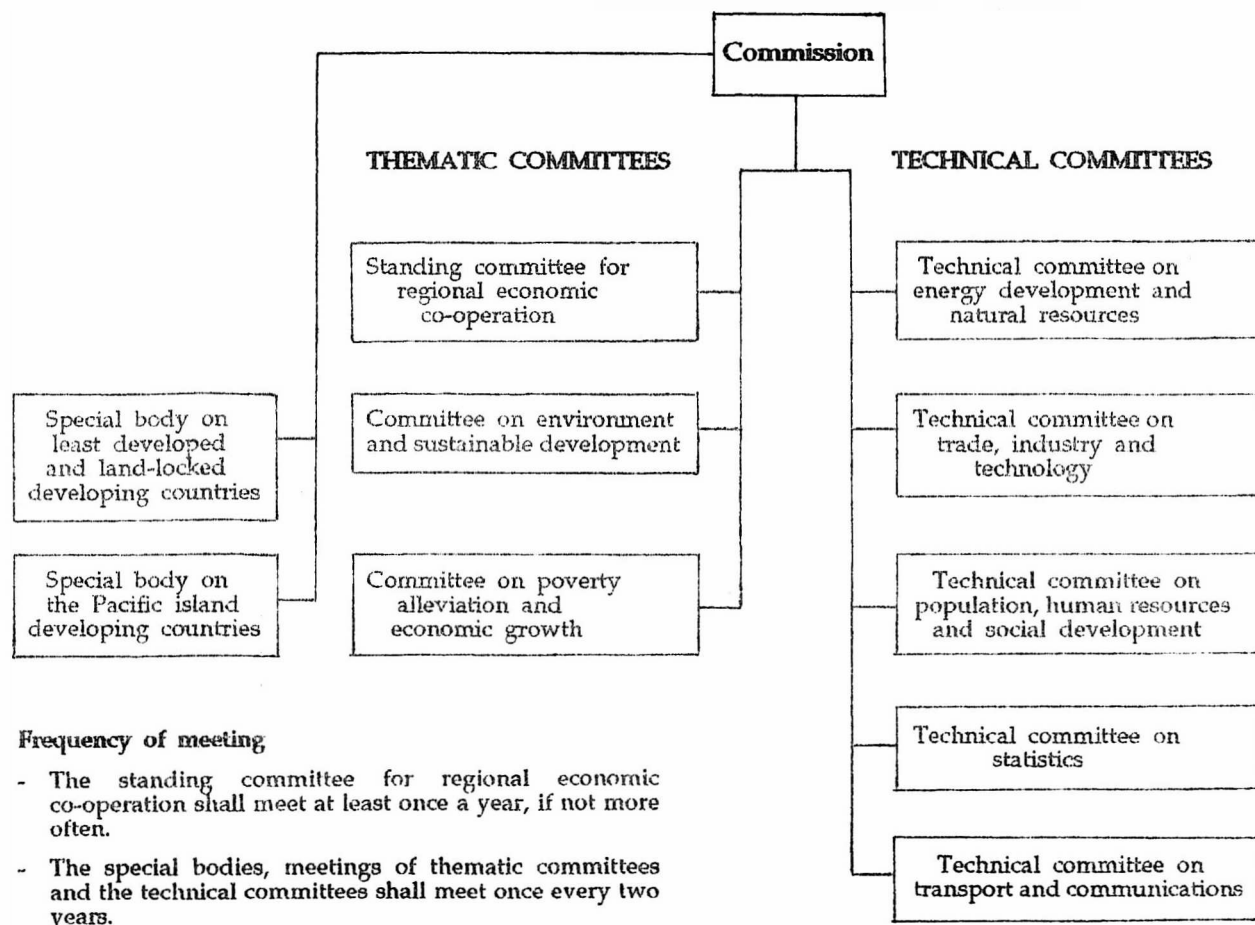 Commission
THEMATIC COMMITTEES
TECHNICAL COMMITTEES
Special body on
least developed
and land-locked
developing countries
Special body on
the Pacific island
developing countries
Standing committee for
regional economic
co-operation
Committee on environment
and sustainable development
Committee on poverty
alleviation and
economic growth
Technical committee on
energy development and
natural resources
Technical committee on
trade, industry and
technology
Technical committee on
population, human resources
and social development
Technical committee on
statistics
Technical committee on
transport and communications
Frequency of meeting
- The standing committee for regional economic
co-operation shall meet at least once a year, if not more
often.
- The special bodies, meetings of thematic committees
and the technical committees shall meet once every two
years.